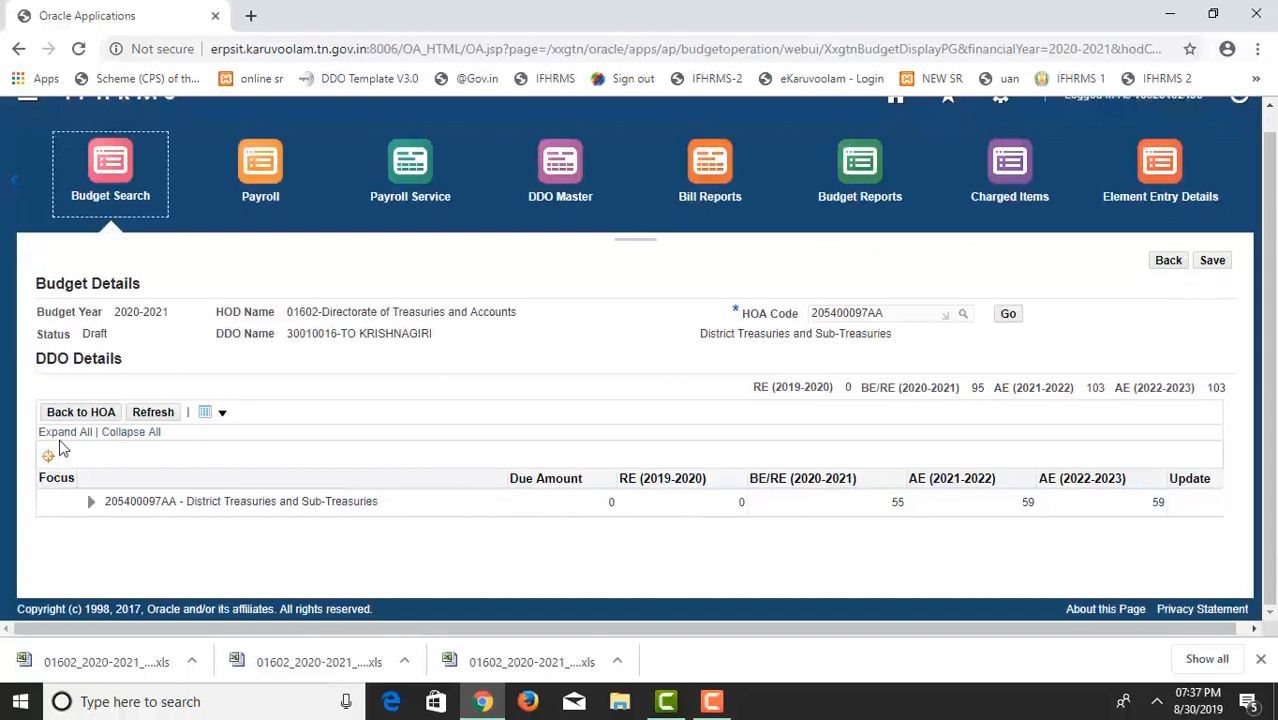 Oracle Applications
Not secure | erpsit.karuvoolam.tn.gov.in:8006/OA_HTML/OA.jsp?page=/xxgtn/oracle/apps/ap/budgetoperation/webui/XxgtnBudgetDisplayPG&financialYear=2020-2021&hodC...
Apps Scheme (CPS) of th... online sr DDO Template V3.0 @Gov.in IFHRMS Sign out IFHRMS-2 eKaruvoolam - Login NEW SR uan IFHRMS 1 IFHRMS 2 »
Budget Search Payroll Payroll Service DDO Master Bill Reports Budget Reports Charged Items Element Entry Details
Back Save
Budget Details
Budget Year 2020-2021 HOD Name 01602-Directorate of Treasuries and Accounts * HOA Code 205400097AA Go
Status Draft DDO Name 30010016-TO KRISHNAGIRI District Treasuries and Sub-Treasuries
DDO Details
RE (2019-2020) 0 BE/RE (2020-2021) 95 AE (2021-2022) 103 AE (2022-2023) 103
Back to HOA Refresh |
Expand All | Collapse All
Focus Due Amount RE (2019-2020) BE/RE (2020-2021) AE (2021-2022) AE (2022-2023) Update
205400097AA - District Treasuries and Sub-Treasuries 0 0 55 59 59
Copyright (c) 1998, 2017, Oracle and/or its affiliates. All rights reserved. About this Page Privacy Statement
01602_2020-2021_....xls 01602_2020-2021_....xls 01602_2020-2021_....xls Show all
Type here to search
07:37 PM
8/30/2019
5